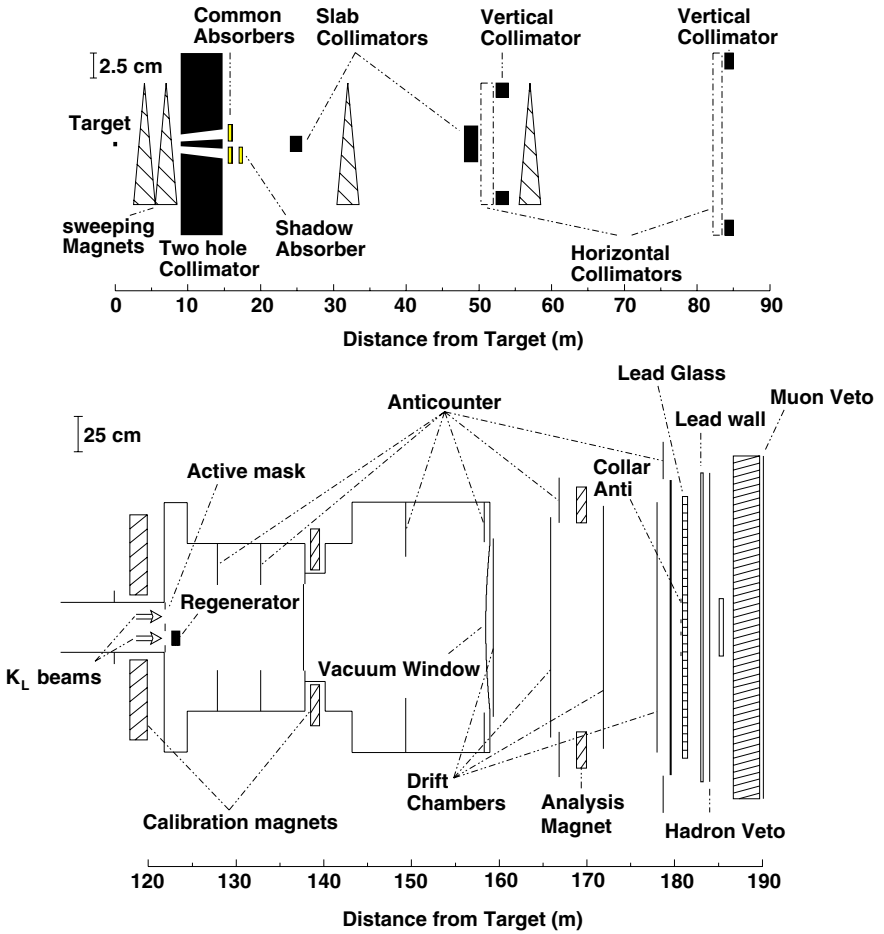 Common
Absorbers
Slab
Collimators
Vertical
Collimator
Vertical
Collimator
2.5 cm
Target
sweeping
Magnets
Two hole
Collimator
Shadow
Absorber
Horizontal
Collimators
0 10 20 30 40 50 60 70 80 90
Distance from Target (m)
Lead Glass
Muon Veto
Anticounter
Lead wall
25 cm
Active mask
Collar
Anti
Regenerator
Vacuum Window
K_L beams
Drift
Chambers
Analysis
Magnet
Calibration magnets
Hadron Veto
120 130 140 150 160 170 180 190
Distance from Target (m)